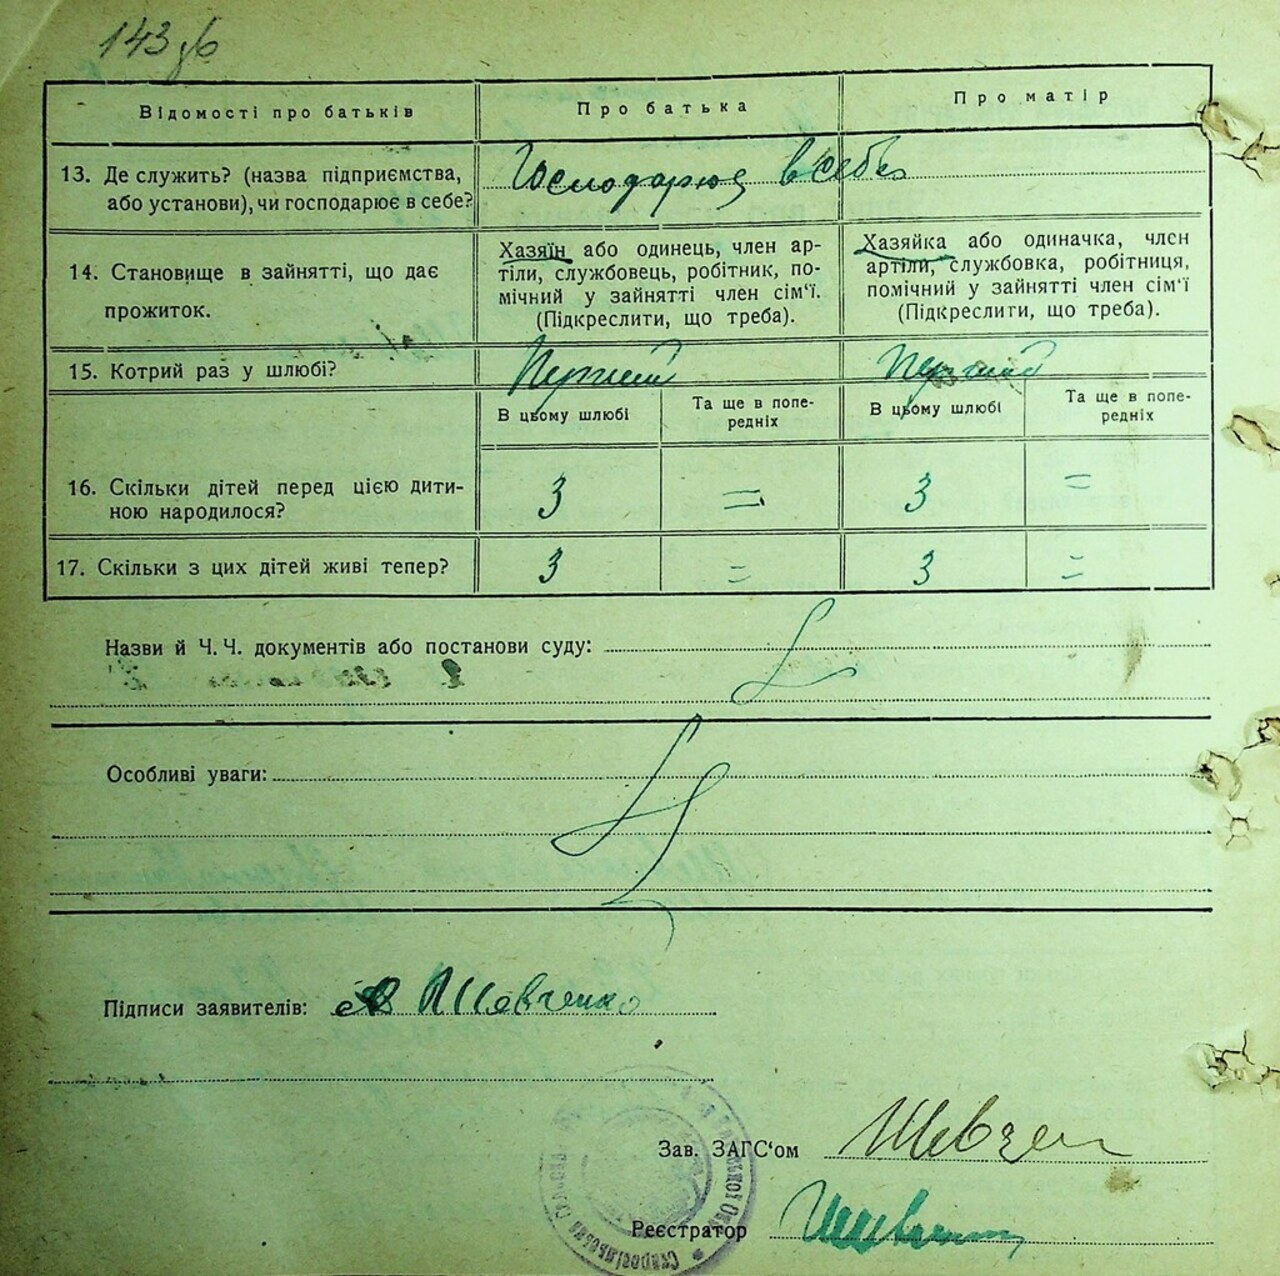 143 зв
Відомості про батьків
Про батька
Про матір
13. Де служить? (назва підприємства, або установи), чи господарює в себе?
Господарює в себе
14. Становище в зайнятті, що дає прожиток.
Хазяїн або одинець, член ар-
тіли, службовець, робітник, по-
мічний у зайнятті член сім'ї.
(Підкреслити, що треба).
Хазяйка або одиначка, член
артіли, службовка, робітниця,
помічний у зайнятті член сім'ї
(Підкреслити, що треба).
15. Котрий раз у шлюбі?
Перший
Перший
В цьому шлюбі
Та ще в попе-
редніх
В цьому шлюбі
Та ще в попе-
редніх
16. Скільки дітей перед цією дити-
ною народилося?
3 = 3 =
17. Скільки з цих дітей живі тепер?
3 = 3 =
Назви й Ч. Ч. документів або постанови суду:
Особливі уваги:
Підписи заявителів: Шевченко
Зав. ЗАГС'ом
Реєстратор